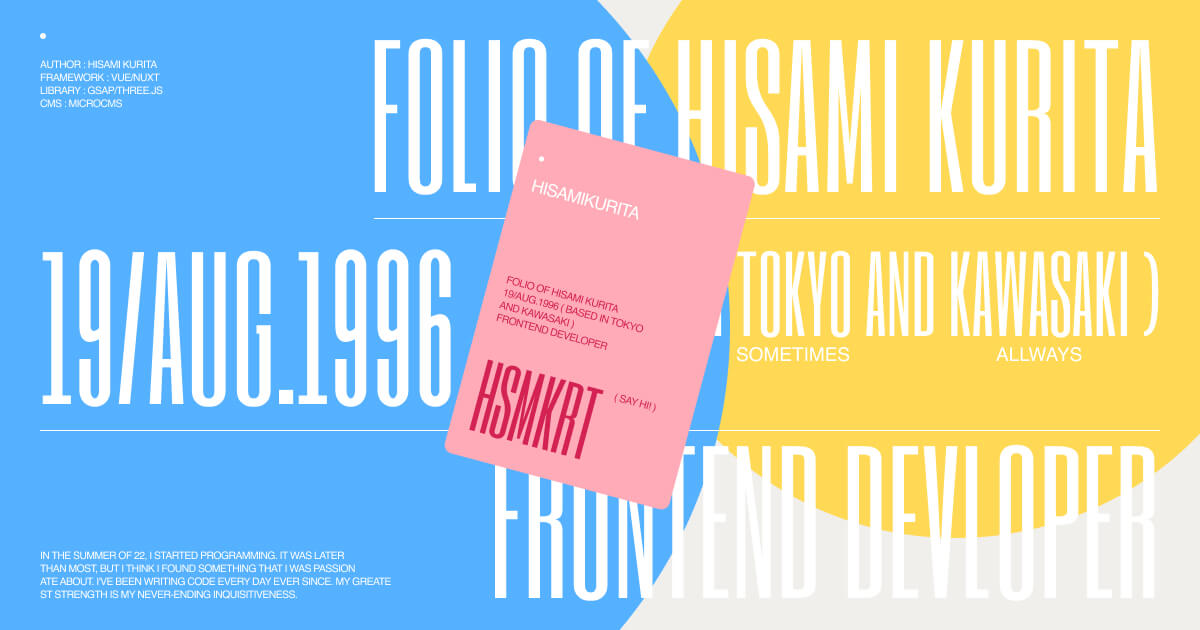 AUTHOR : HISAMI KURITA
FRAMEWORK : VUE/NUXT
LIBRARY : GSAP/THREE.JS
CMS : MICROCMS
FOLIO OF HISAMI KURITA
19/AUG.1996
TOKYO AND KAWASAKI )
SOMETIMES ALLWAYS
FRONTEND DEVLOPER
HISAMIKURITA
FOLIO OF HISAMI KURITA
19/AUG.1996 ( BASED IN TOKYO
AND KAWASAKI )
FRONTEND DEVELOPER
HSMKRT
( SAY HI! )
IN THE SUMMER OF 22, I STARTED PROGRAMMING. IT WAS LATER
THAN MOST, BUT I THINK I FOUND SOMETHING THAT I WAS PASSION
ATE ABOUT. I'VE BEEN WRITING CODE EVERY DAY EVER SINCE. MY GREATE
ST STRENGTH IS MY NEVER-ENDING INQUISITIVENESS.